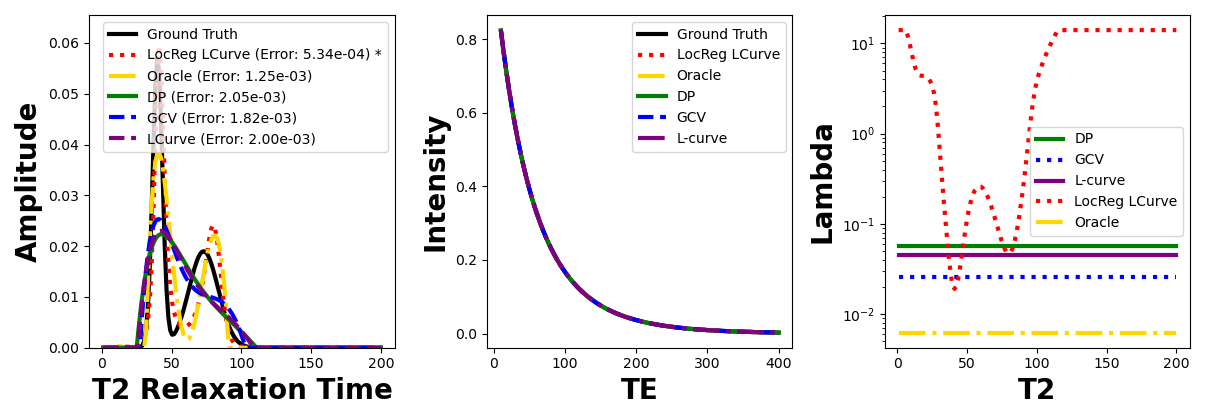 Ground Truth
LocReg LCurve (Error: 5.34e-04) *
Oracle (Error: 1.25e-03)
DP (Error: 2.05e-03)
GCV (Error: 1.82e-03)
LCurve (Error: 2.00e-03)
0.06
0.05
0.04
0.03
0.02
0.01
0.00
Amplitude
0 50 100 150 200
T2 Relaxation Time
Ground Truth
LocReg LCurve
Oracle
DP
GCV
L-curve
0.8
0.6
0.4
0.2
0.0
Intensity
0 100 200 300 400
TE
10¹
10⁰
10⁻¹
10⁻²
Lambda
DP
GCV
L-curve
LocReg LCurve
Oracle
0 50 100 150 200
T2